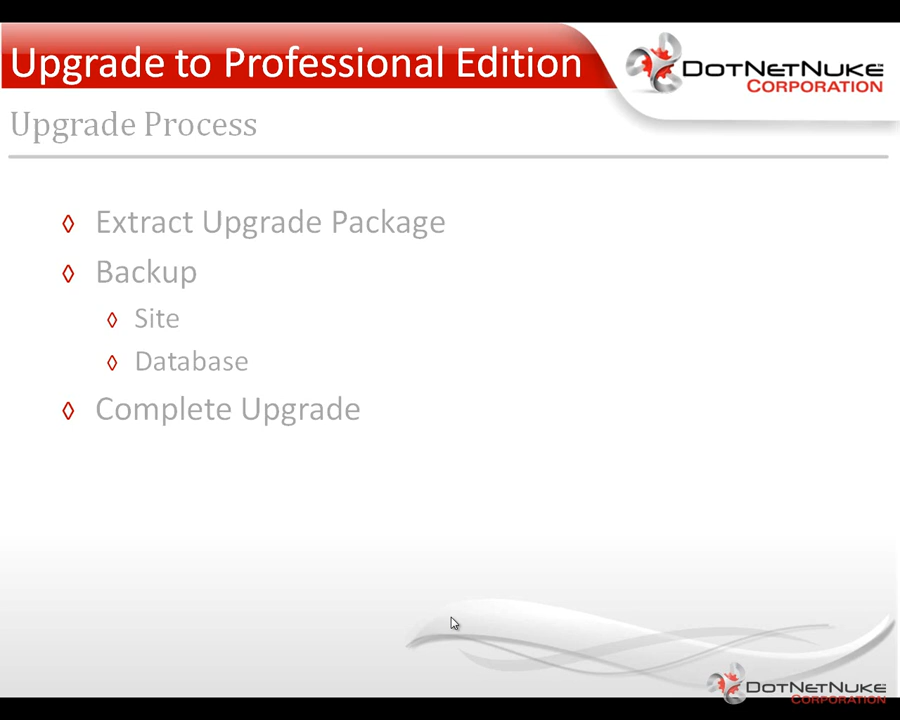 Upgrade to Professional Edition
DotNetNuke
Corporation
Upgrade Process
Extract Upgrade Package
Backup
Site
Database
Complete Upgrade
DotNetNuke
Corporation